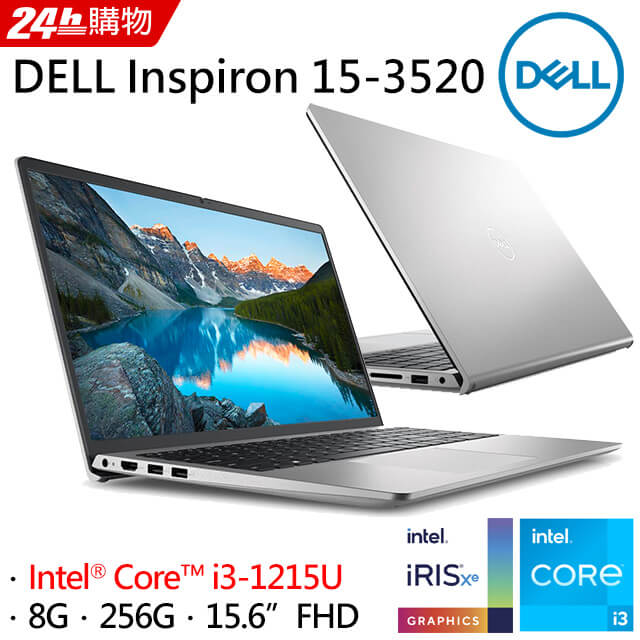 24h購物
DELL Inspiron 15-3520
DELL
Intel® Core™ i3-1215U
· 8G · 256G · 15.6” FHD
intel.
iRISxe
GRAPHICS
intel.
CORE
i3